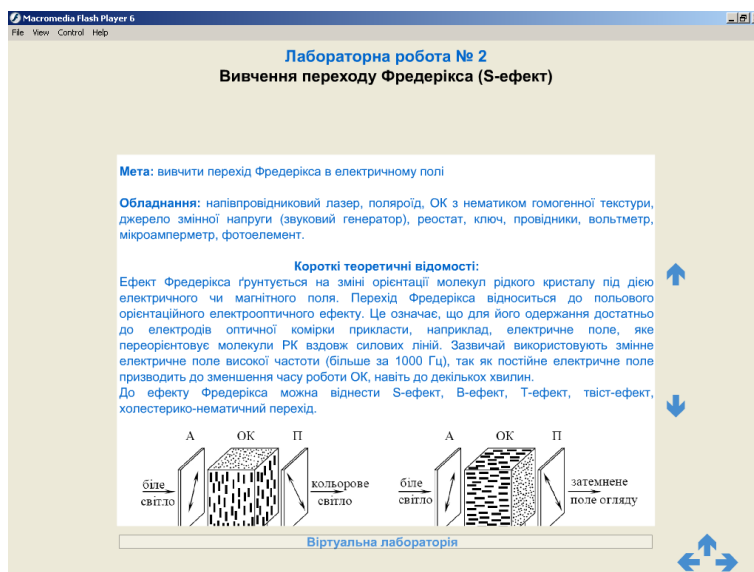 Macromedia Flash Player 6
File View Control Help
Лабораторна робота № 2
Вивчення переходу Фредерікса (S-ефект)
Мета: вивчити перехід Фредерікса в електричному полі
Обладнання: напівпровідниковий лазер, поляроїд, ОК з нематиком гомогенної текстури,
джерело змінної напруги (звуковий генератор), реостат, ключ, провідники, вольтметр,
мікроамперметр, фотоелемент.
Короткі теоретичні відомості:
Ефект Фредерікса ґрунтується на зміні орієнтації молекул рідкого кристалу під дією
електричного чи магнітного поля. Перехід Фредерікса відноситься до польового
орієнтаційного електрооптичного ефекту. Це означає, що для його одержання достатньо
до електродів оптичної комірки прикласти, наприклад, електричне поле, яке
переорієнтовує молекули РК вздовж силових ліній. Зазвичай використовують змінне
електричне поле високої частоти (більше за 1000 Гц), так як постійне електричне поле
призводить до зменшення часу роботи ОК, навіть до декількох хвилин.
До ефекту Фредерікса можна віднести S-ефект, B-ефект, T-ефект, твіст-ефект,
холестерико-нематичний перехід.
А ОК П А ОК П
біле світло
кольорове світло
біле світло
затемнене поле огляду
Віртуальна лабораторія